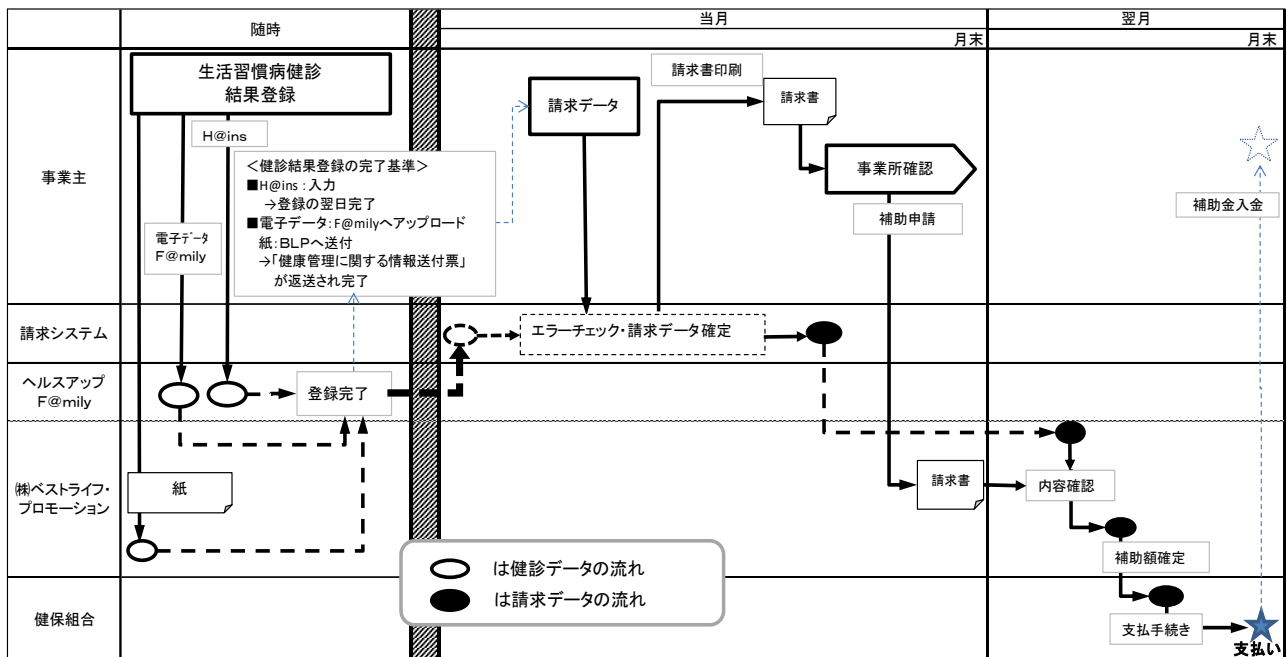 随時
当月
翌月
月末
月末
事業主
生活習慣病健診
結果登録
H@ins
電子ﾃﾞｰﾀ
F@mily
<健診結果登録の完了基準>
■H@ins：入力
→登録の翌日完了
■電子データ：F@milyへアップロード
紙：BLPへ送付
→「健康管理に関する情報送付票」
が返送され完了
請求データ
請求書印刷
請求書
事業所確認
補助申請
補助金入金
請求システム
エラーチェック・請求データ確定
ヘルスアップ
F@mily
登録完了
㈱ベストライフ・
プロモーション
紙
請求書
内容確認
補助額確定
は健診データの流れ
は請求データの流れ
健保組合
支払手続き
支払い